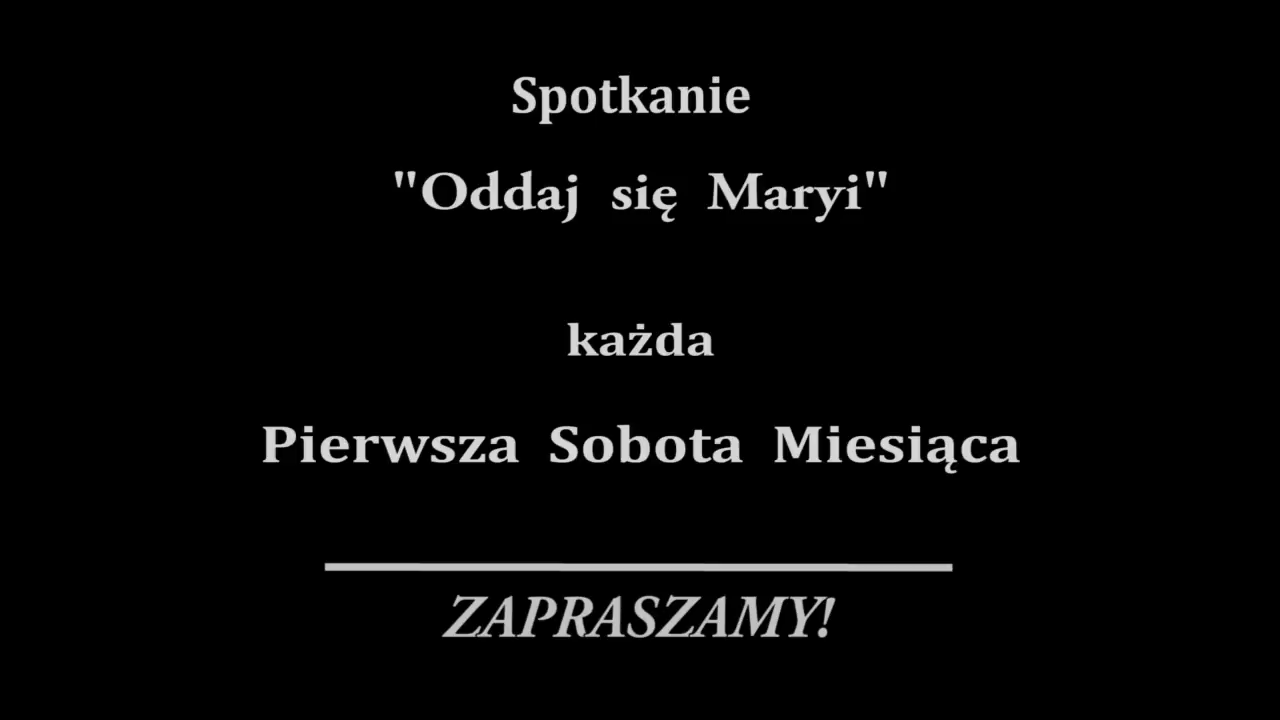 Spotkanie
"Oddaj się Maryi"
każda
Pierwsza Sobota Miesiąca
ZAPRASZAMY!